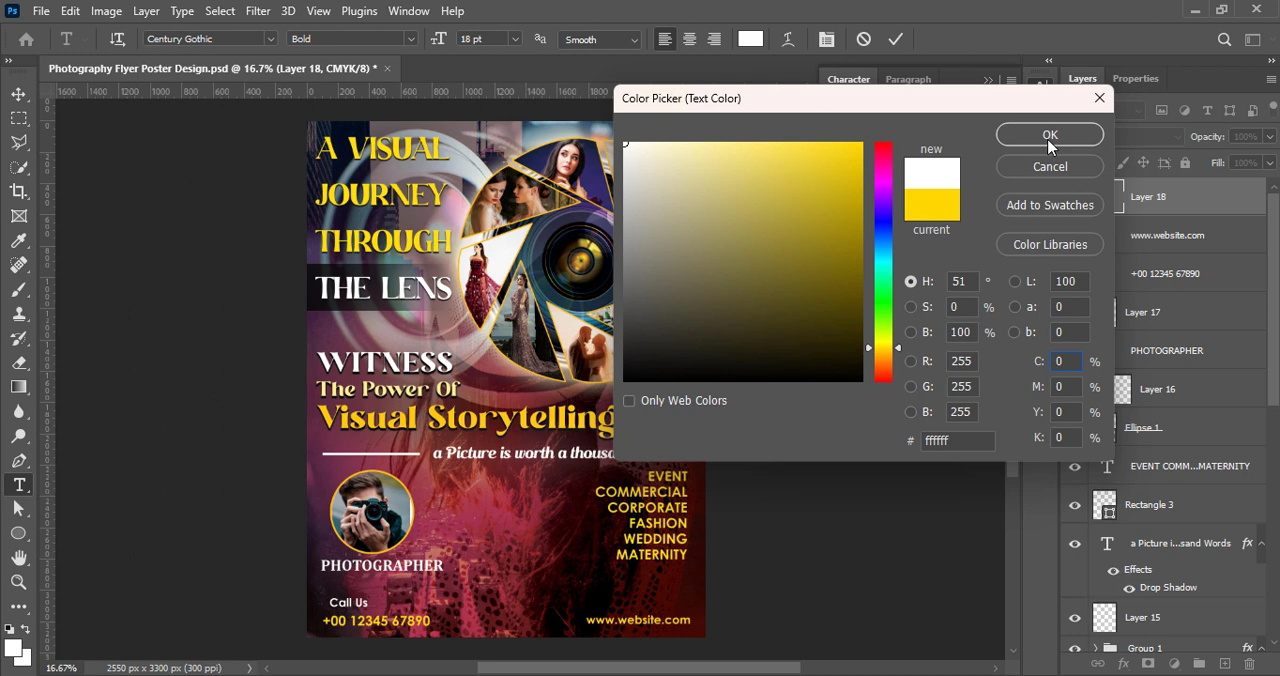 Ps File Edit Image Layer Type Select Filter 3D View Plugins Window Help
T Century Gothic Bold 18 pt Smooth
Photography Flyer Poster Design.psd @ 16.7% (Layer 18, CMYK/8) * ×
Character Paragraph
Layers Properties
Color Picker (Text Color)
new
current
OK
Cancel
Add to Swatches
Color Libraries
H: 51 ° L: 100
S: 0 % a: 0
B: 100 % b: 0
R: 255 C: 0 %
G: 255 M: 0 %
B: 255 Y: 0 %
# ffffff K: 0 %
Only Web Colors
A VISUAL
JOURNEY
THROUGH
THE LENS
WITNESS
The Power Of
Visual Storytelling
a Picture is worth a thousa
EVENT
COMMERCIAL
CORPORATE
FASHION
WEDDING
MATERNITY
PHOTOGRAPHER
Call Us
+00 12345 67890
www.website.com
Opacity: 100%
Fill: 100%
Layer 18
www.website.com
+00 12345 67890
Layer 17
PHOTOGRAPHER
Layer 16
Ellipse 1
EVENT COMM...MATERNITY
Rectangle 3
a Picture i...sand Words fx
Effects
Drop Shadow
Layer 15
Group 1 fx
16.67% 2550 px x 3300 px (300 ppi)